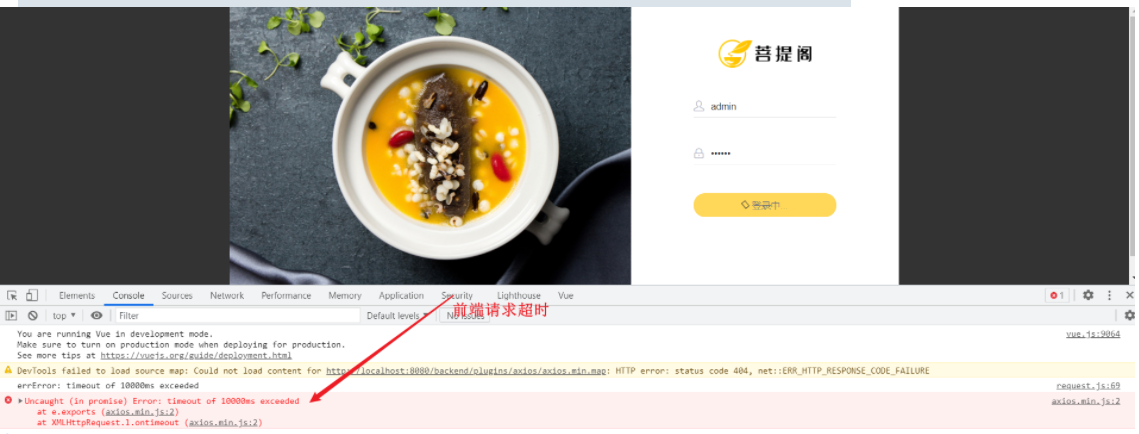 菩提阁
admin
••••••
登录中...
Elements Console Sources Network Performance Memory Application Security Lighthouse Vue
1
前端请求超时
top Filter Default levels No Issues
You are running Vue in development mode. vue.js:9064
Make sure to turn on production mode when deploying for production.
See more tips at https://vuejs.org/guide/deployment.html
DevTools failed to load source map: Could not load content for http://localhost:8080/backend/plugins/axios/axios.min.map: HTTP error: status code 404, net::ERR_HTTP_RESPONSE_CODE_FAILURE
errError: timeout of 10000ms exceeded request.js:69
Uncaught (in promise) Error: timeout of 10000ms exceeded axios.min.js:2
at e.exports (axios.min.js:2)
at XMLHttpRequest.l.ontimeout (axios.min.js:2)